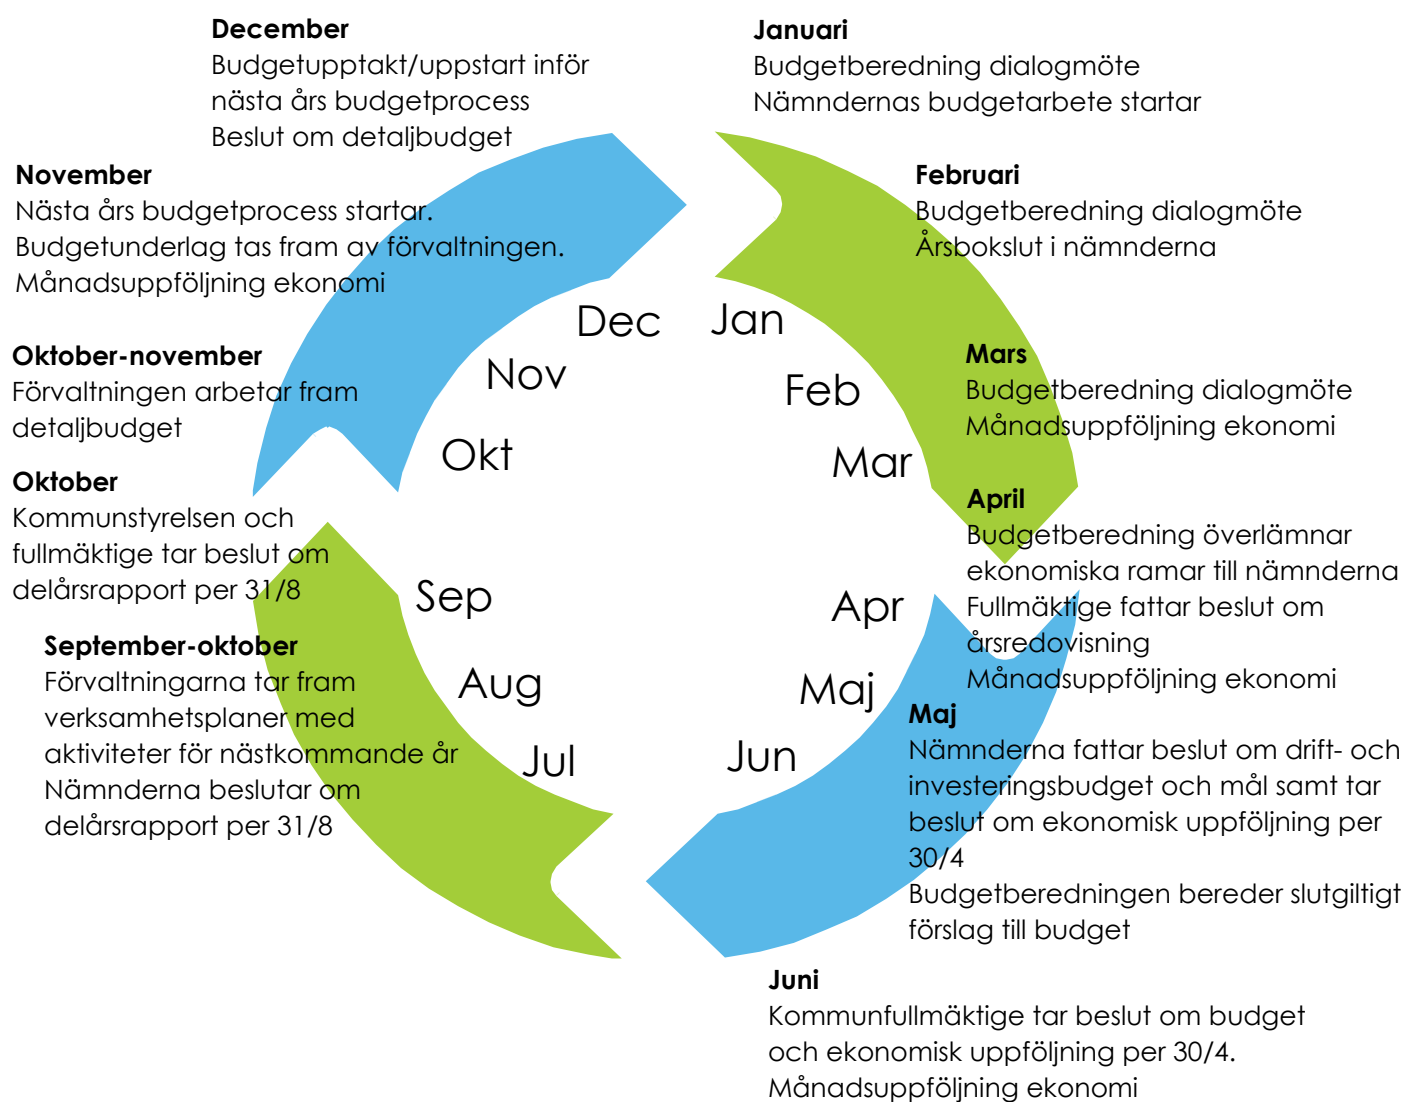 December
Budgetupptakt/uppstart inför
nästa års budgetprocess
Beslut om detaljbudget
Januari
Budgetberedning dialogmöte
Nämndernas budgetarbete startar
Februari
Budgetberedning dialogmöte
Årsbokslut i nämnderna
Mars
Budgetberedning dialogmöte
Månadsuppföljning ekonomi
April
Budgetberedning överlämnar
ekonomiska ramar till nämnderna
Fullmäktige fattar beslut om
årsredovisning
Månadsuppföljning ekonomi
Maj
Nämnderna fattar beslut om drift- och
investeringsbudget och mål samt tar
beslut om ekonomisk uppföljning per
30/4
Budgetberedningen bereder slutgiltigt
förslag till budget
Juni
Kommunfullmäktige tar beslut om budget
och ekonomisk uppföljning per 30/4.
Månadsuppföljning ekonomi
September-oktober
Förvaltningarna tar fram
verksamhetsplaner med
aktiviteter för nästkommande år
Nämnderna beslutar om
delårsrapport per 31/8
Oktober
Kommunstyrelsen och
fullmäktige tar beslut om
delårsrapport per 31/8
Oktober-november
Förvaltningen arbetar fram
detaljbudget
November
Nästa års budgetprocess startar.
Budgetunderlag tas fram av förvaltningen.
Månadsuppföljning ekonomi
Jan
Feb
Mar
Apr
Maj
Jun
Jul
Aug
Sep
Okt
Nov
Dec